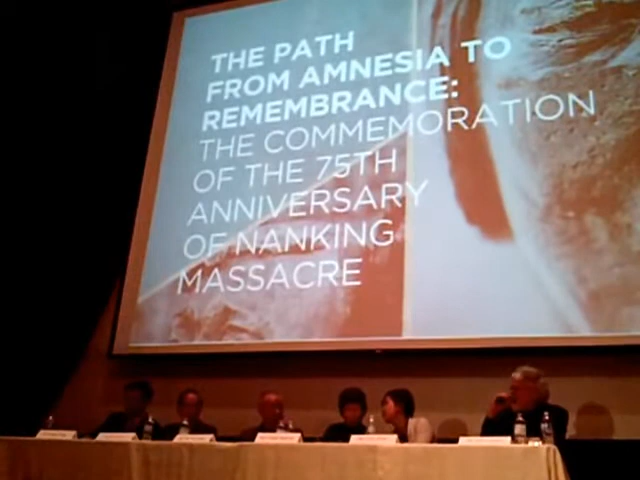 THE PATH
FROM AMNESIA TO
REMEMBRANCE:
THE COMMEMORATION
OF THE 75TH
ANNIVERSARY
OF NANKING
MASSACRE